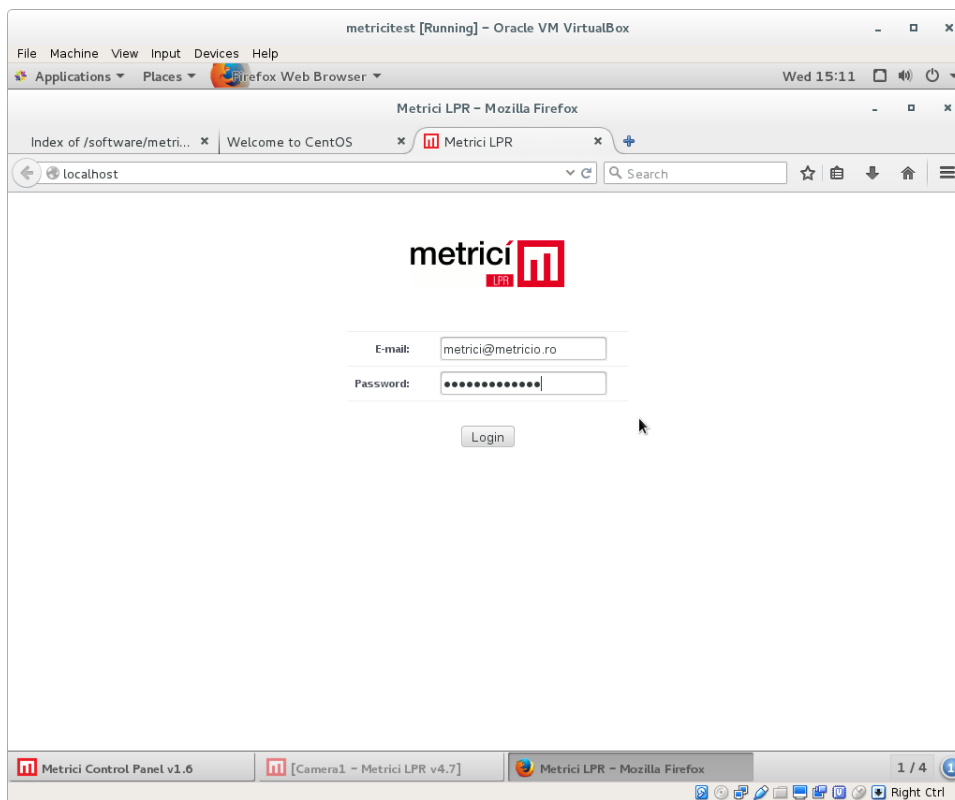 metricitest [Running] – Oracle VM VirtualBox
File Machine View Input Devices Help
Applications Places Firefox Web Browser Wed 15:11
Metrici LPR – Mozilla Firefox
Index of /software/metri... Welcome to CentOS Metrici LPR
localhost Search
metricí
LPR
E-mail: metrici@metricio.ro
Password: •••••••••••••
Login
Metrici Control Panel v1.6 [Camera1 – Metrici LPR v4.7] Metrici LPR – Mozilla Firefox 1 / 4 1
Right Ctrl